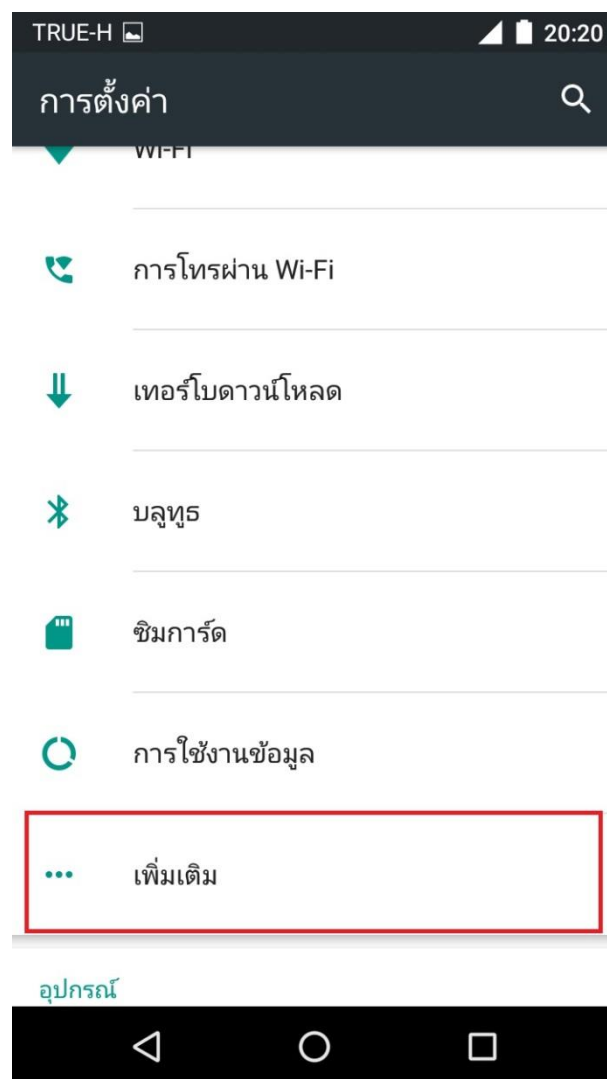 TRUE-H 20:20
การตั้งค่า
Wi-Fi
การโทรผ่าน Wi-Fi
เทอร์โบดาวน์โหลด
บลูทูธ
ซิมการ์ด
การใช้งานข้อมูล
เพิ่มเติม
อุปกรณ์